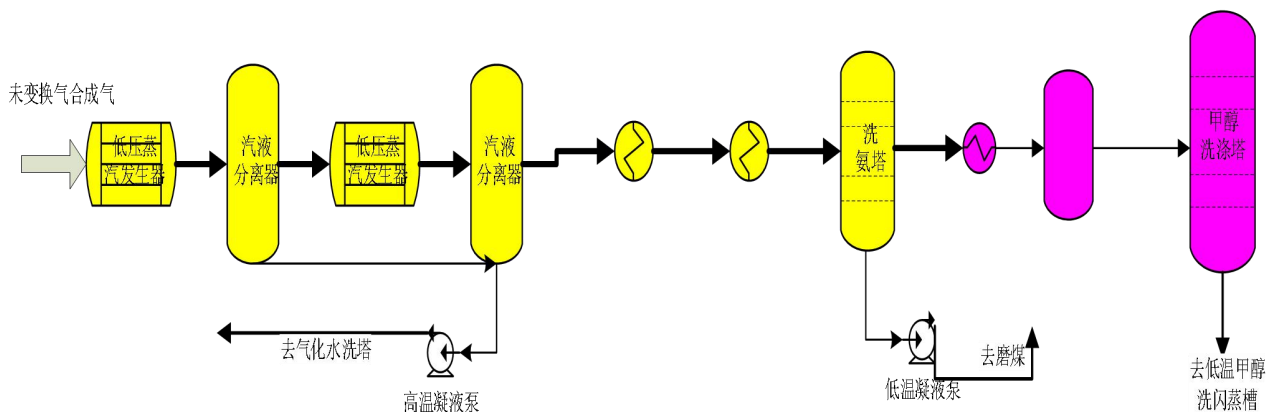 未变换气合成气
低压蒸
汽发生器
汽液
分离器
低压蒸
汽发生器
汽液
分离器
洗
氨塔
甲醇
洗涤塔
去气化水洗塔
高温凝液泵
低温凝液泵
去磨煤
去低温甲醇
洗闪蒸槽